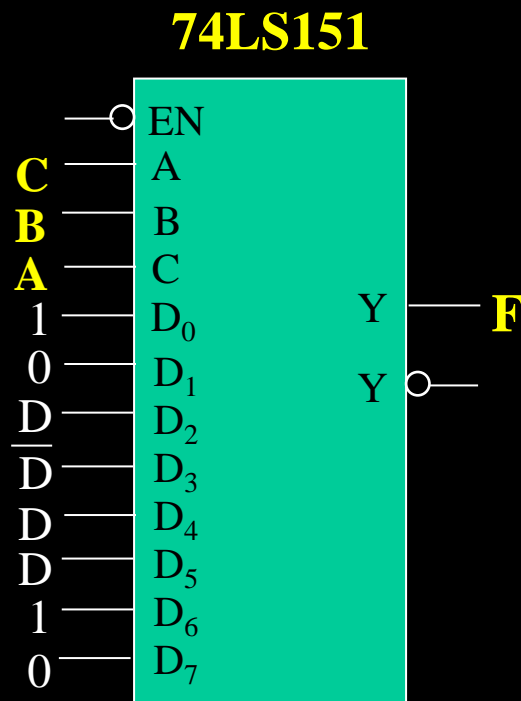 74LS151
EN
C A
B B
A C
1 D₀ Y F
0 D₁ Y
D D₂
D̅ D₃
D D₄
D D₅
1 D₆
0 D₇